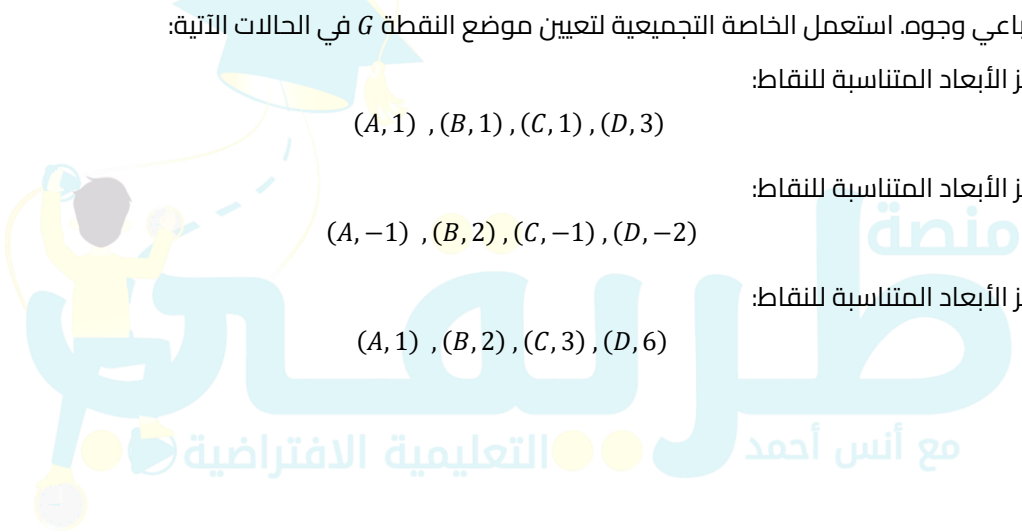 وجوه. استعمل الخاصة التجميعية لتعيين موضع النقطة G في الحالات الآتية:
الأبعاد المتناسبة للنقاط:
(A, 1) , (B, 1) , (C, 1) , (D, 3)
الأبعاد المتناسبة للنقاط:
(A, −1) , (B, 2) , (C, −1) , (D, −2)
الأبعاد المتناسبة للنقاط:
(A, 1) , (B, 2) , (C, 3) , (D, 6)
منصة
طريقي
مع أنس أحمد
التعليمية الافتراضية